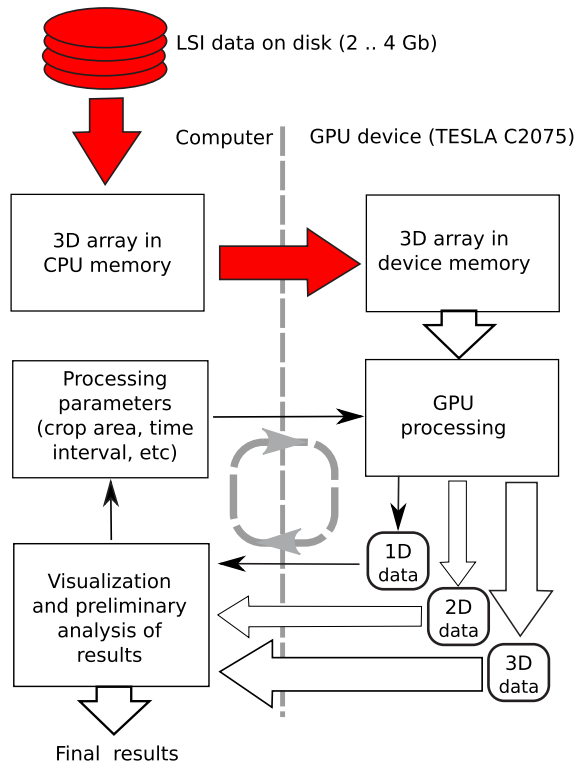 LSI data on disk (2 .. 4 Gb)
Computer
GPU device (TESLA C2075)
3D array in
CPU memory
3D array in
device memory
Processing
parameters
(crop area, time
interval, etc)
GPU
processing
1D
data
Visualization
and preliminary
analysis of
results
2D
data
3D
data
Final  results